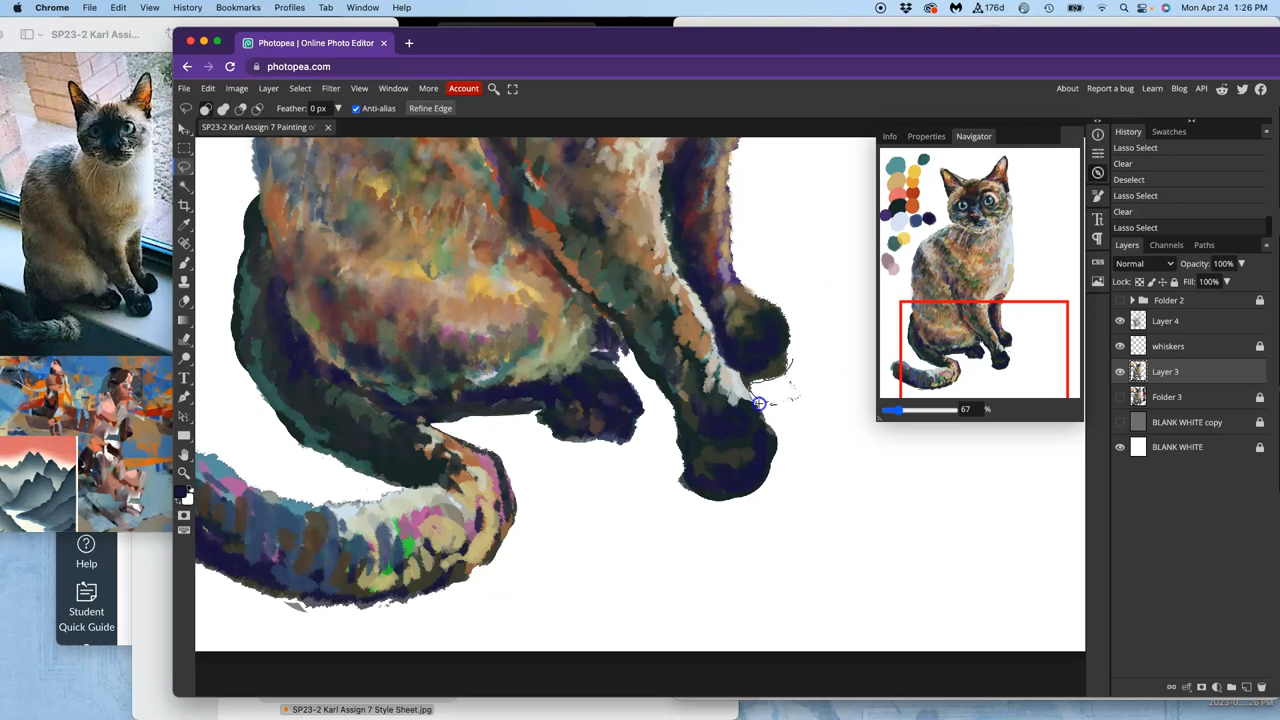 Chrome File Edit View History Bookmarks Profiles Tab Window Help 176d Mon Apr 24 1:26 PM
SP23-2 Karl Assi...
Photopea | Online Photo Editor
photopea.com
File Edit Image Layer Select Filter View Window More Account About Report a bug Learn Blog API
Feather: 0 px Anti-alias Refine Edge
SP23-2 Karl Assign 7 Painting o
Info Properties Navigator
67 %
History Swatches
Lasso Select
Clear
Deselect
Lasso Select
Clear
Lasso Select
Layers Channels Paths
Normal Opacity: 100%
Lock: Fill: 100%
Folder 2
Layer 4
whiskers
Layer 3
Folder 3
BLANK WHITE copy
BLANK WHITE
CSS
Help
Student
Quick Guide
SP23-2 Karl Assign 7 Style Sheet.jpg